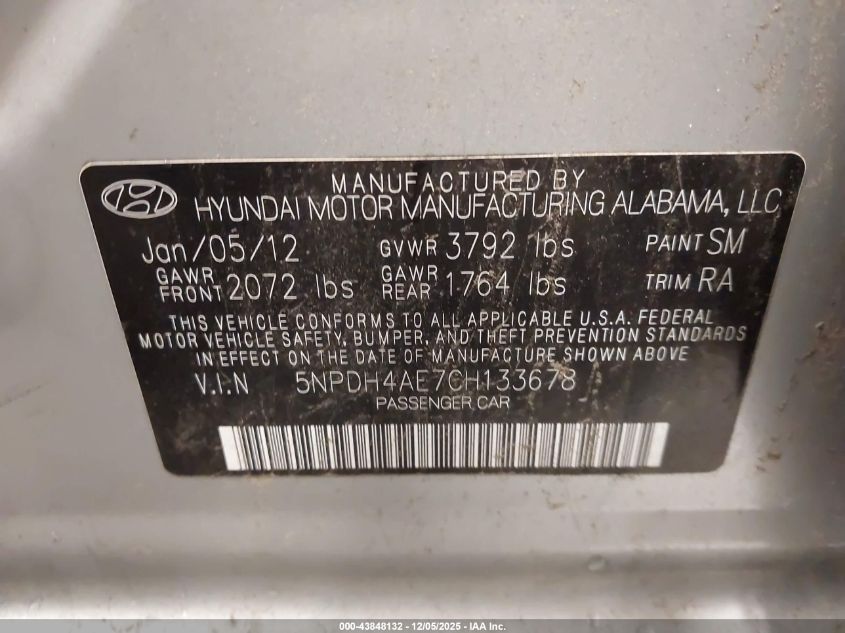 MANUFACTURED BY
HYUNDAI MOTOR MANUFACTURING ALABAMA, LLC
Jan/05/12 GVWR 3792 lbs PAINT SM
GAWR FRONT 2072 lbs GAWR REAR 1764 lbs TRIM RA
THIS VEHICLE CONFORMS TO ALL APPLICABLE U.S.A. FEDERAL
MOTOR VEHICLE SAFETY, BUMPER, AND THEFT PREVENTION STANDARDS
IN EFFECT ON THE DATE OF MANUFACTURE SHOWN ABOVE
V.I.N 5NPDH4AE7CH133678
PASSENGER CAR
000-43848132 - 12/05/2025 - IAA Inc.